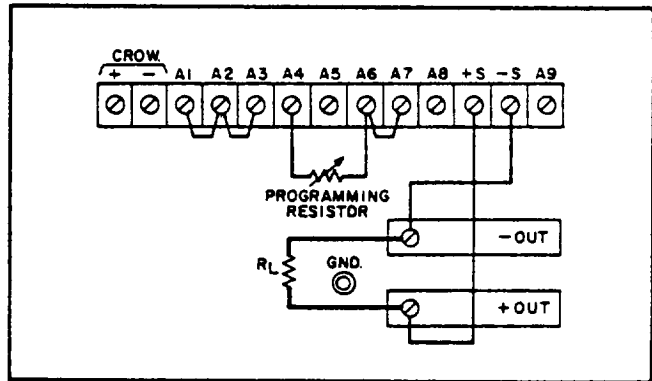 CROW.
+ - A1 A2 A3 A4 A5 A6 A7 A8 +S -S A9
PROGRAMMING
RESISTOR
- OUT
RL
GND.
+ OUT